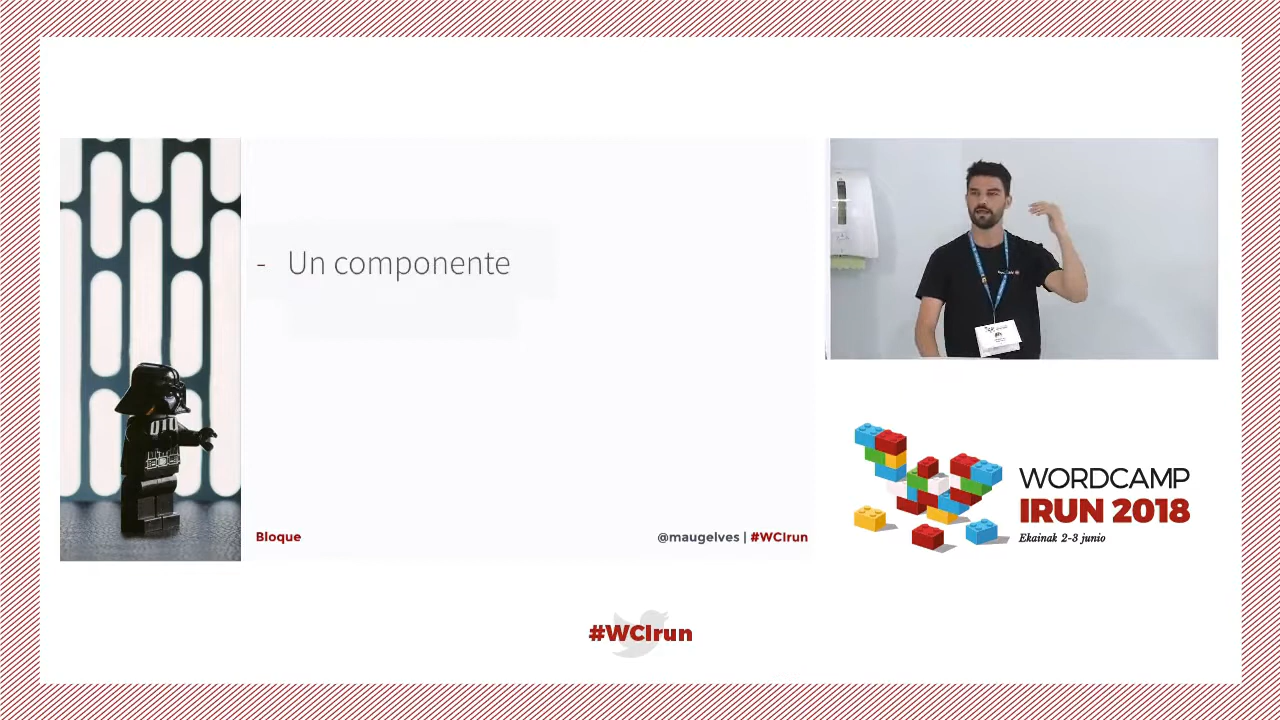 - Un componente
Bloque
@maugelves | #WCIrun
WORDCAMP
IRUN 2018
Ekainak 2-3 junio
#WCIrun